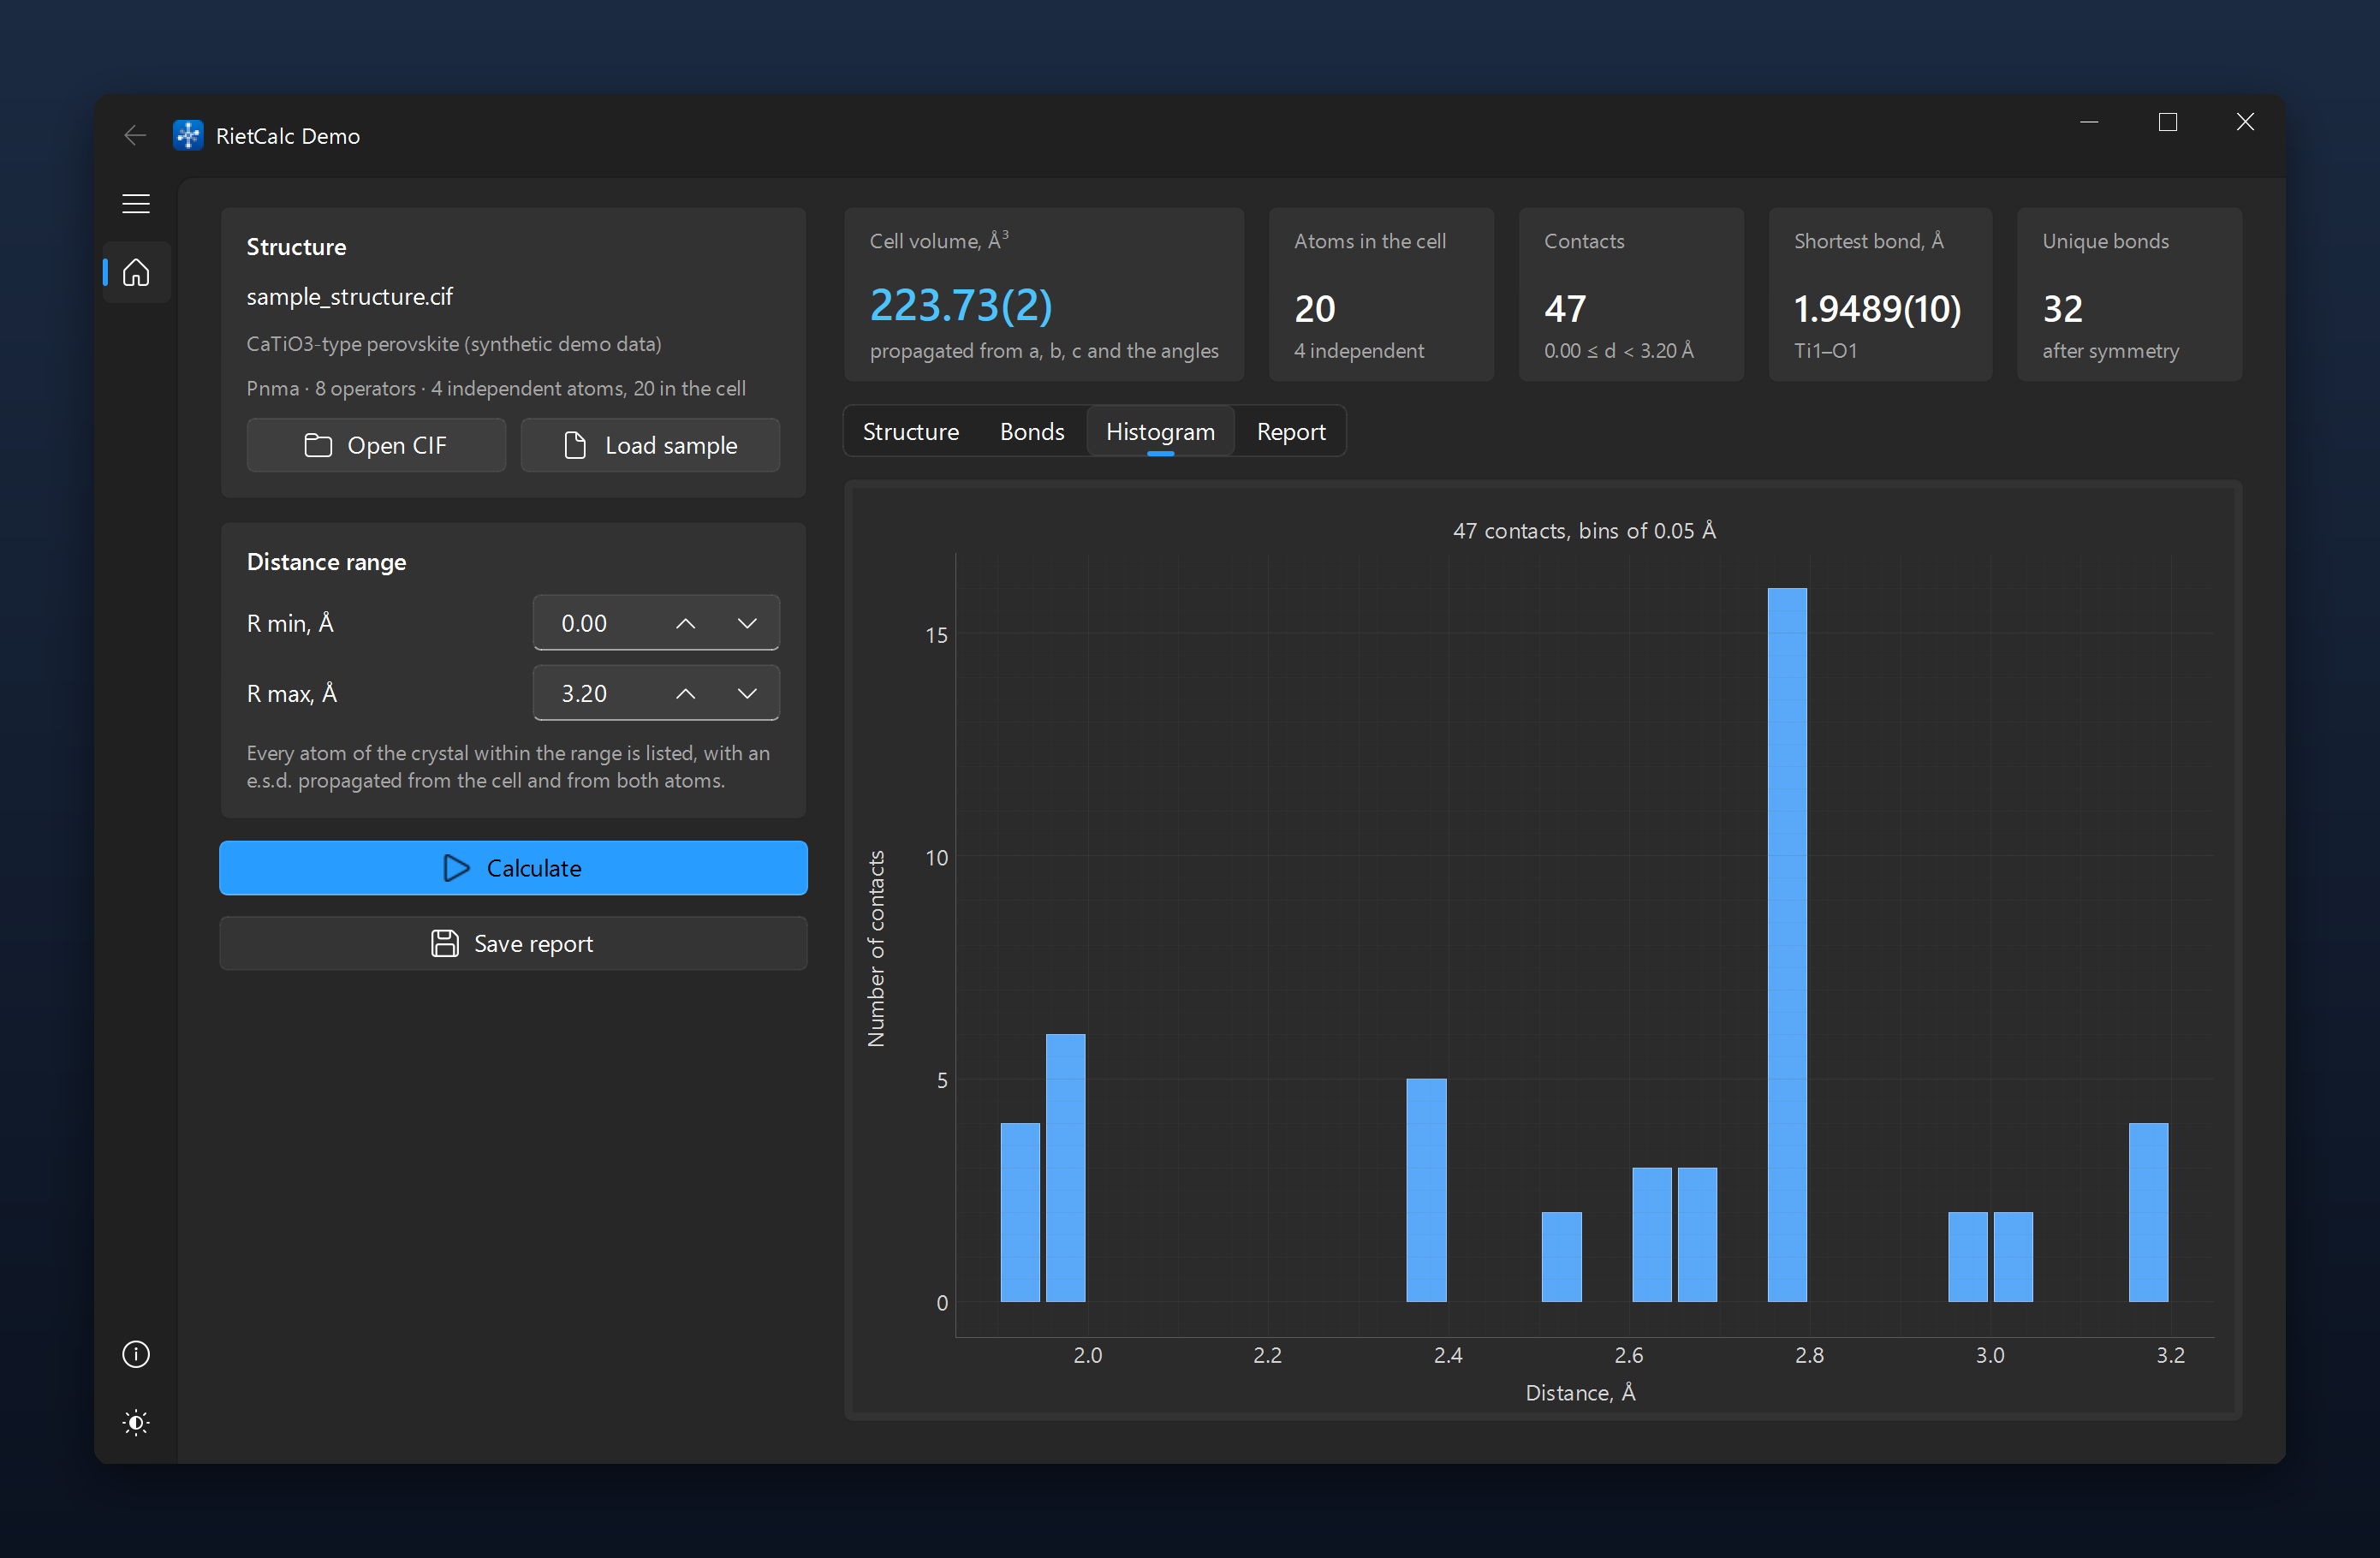 RietCalc Demo
Structure
sample_structure.cif
CaTiO3-type perovskite (synthetic demo data)
Pnma · 8 operators · 4 independent atoms, 20 in the cell
Open CIF
Load sample
Distance range
R min, Å
0.00
R max, Å
3.20
Every atom of the crystal within the range is listed, with an
e.s.d. propagated from the cell and from both atoms.
Calculate
Save report
Cell volume, Å³
223.73(2)
propagated from a, b, c and the angles
Atoms in the cell
20
4 independent
Contacts
47
0.00 ≤ d < 3.20 Å
Shortest bond, Å
1.9489(10)
Ti1–O1
Unique bonds
32
after symmetry
Structure
Bonds
Histogram
Report
47 contacts, bins of 0.05 Å
Number of contacts
15
10
5
0
2.0
2.2
2.4
2.6
2.8
3.0
3.2
Distance, Å